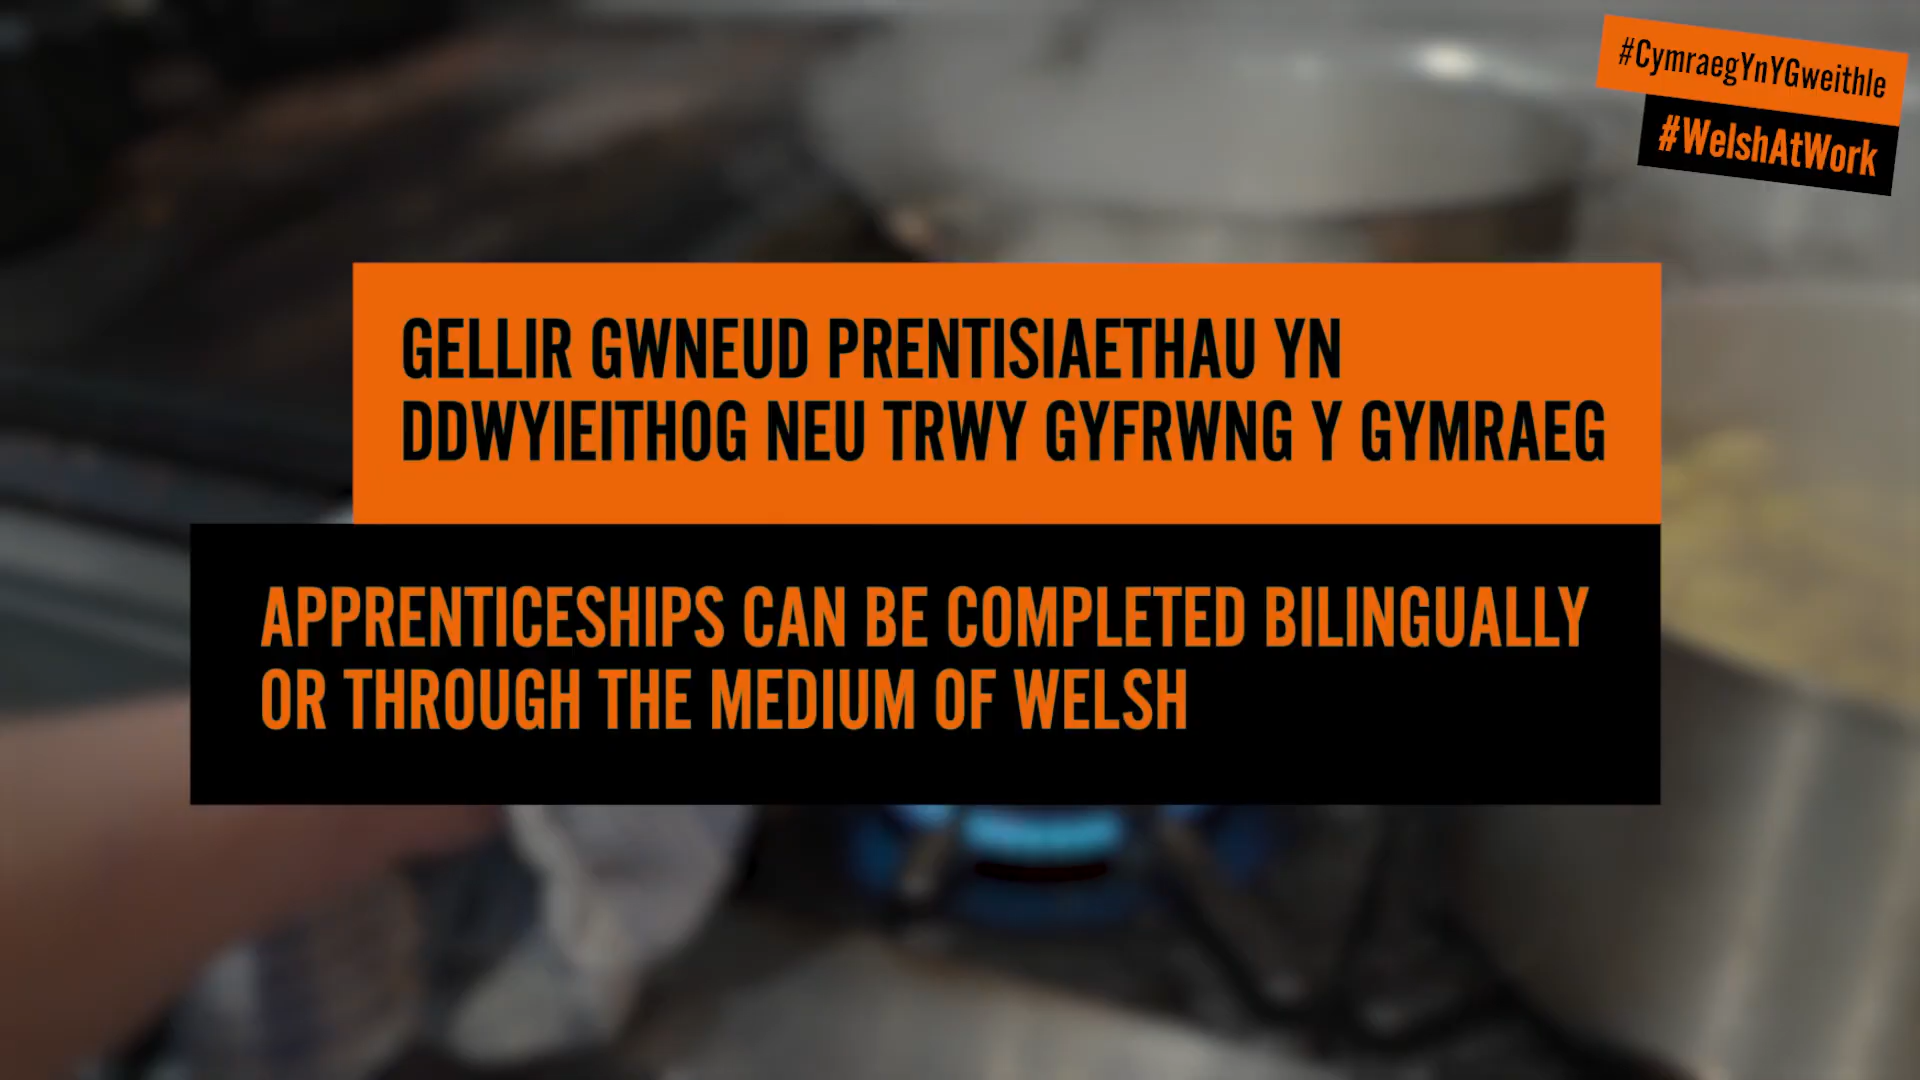 #CymraegYnYGweithle
#WelshAtWork
GELLIR GWNEUD PRENTISIAETHAU YN
DDWYIEITHOG NEU TRWY GYFRWNG Y GYMRAEG
APPRENTICESHIPS CAN BE COMPLETED BILINGUALLY
OR THROUGH THE MEDIUM OF WELSH